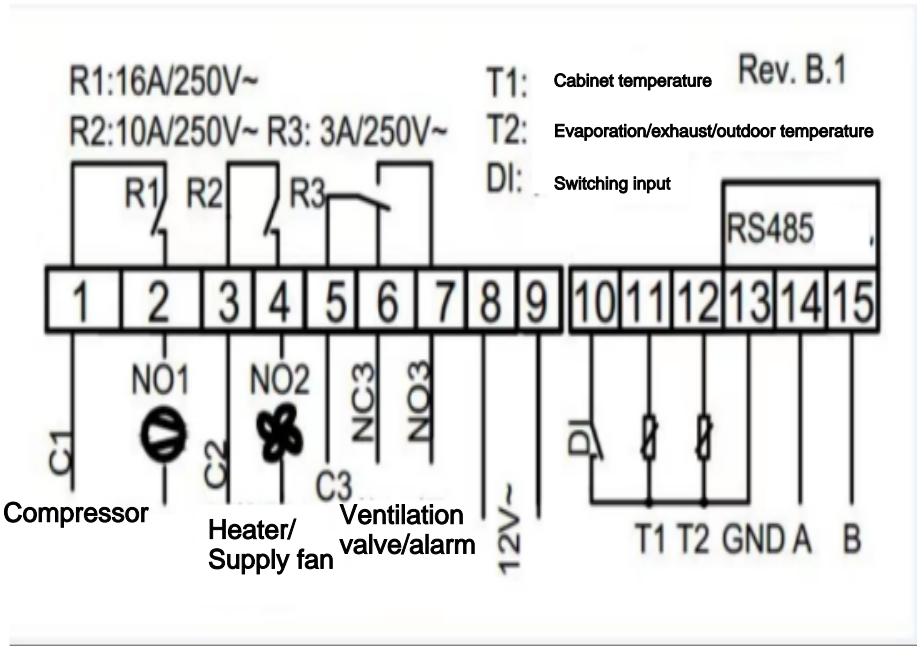 R1:16A/250V~
T1: Cabinet temperature
Rev. B.1
R2:10A/250V~ R3: 3A/250V~
T2: Evaporation/exhaust/outdoor temperature
DI: Switching input
R1 R2 R3
RS485
1 2 3 4 5 6 7 8 9 10 11 12 13 14 15
NO1 NO2
C1 C2 C3 NC3 NO3
DI
Compressor
Heater/
Supply fan
Ventilation
valve/alarm
12V~
T1 T2 GND A B